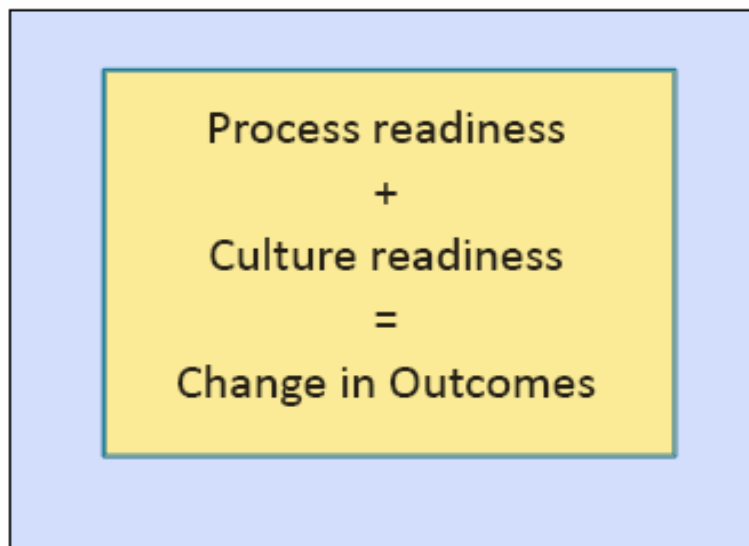 Process readiness
+
Culture readiness
=
Change in Outcomes